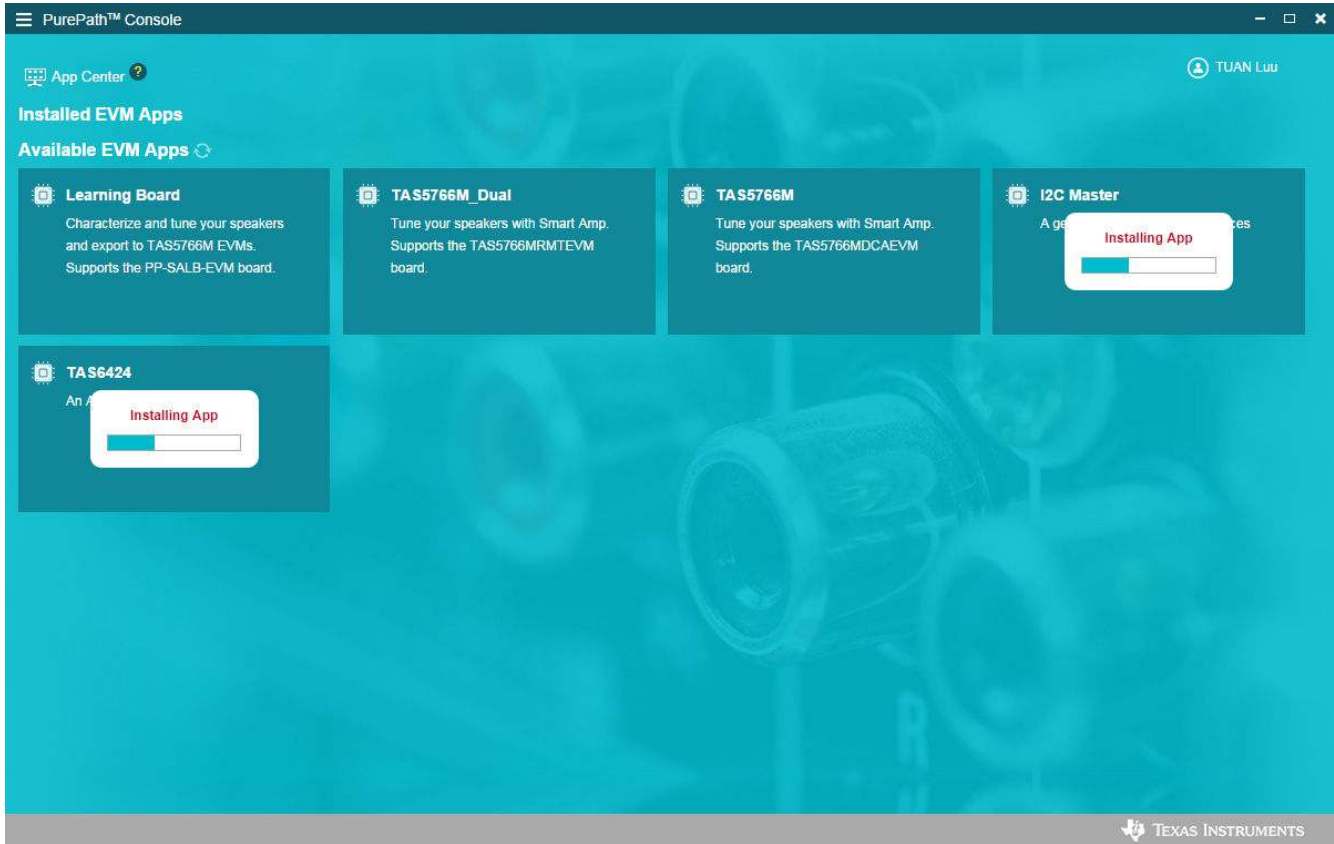 PurePath™ Console
App Center ?
TUAN Luu
Installed EVM Apps
Available EVM Apps
Learning Board
Characterize and tune your speakers
and export to TAS5766M EVMs.
Supports the PP-SALB-EVM board.
TAS5766M_Dual
Tune your speakers with Smart Amp.
Supports the TAS5766MRMTEVM
board.
TAS5766M
Tune your speakers with Smart Amp.
Supports the TAS5766MDCAEVM
board.
I2C Master
A
Installing App
TAS6424
An
Installing App
R
TEXAS INSTRUMENTS